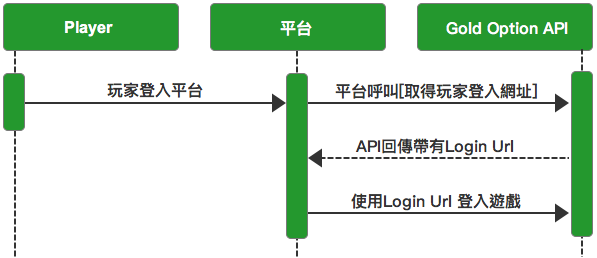 Player
平台
Gold Option API
玩家登入平台
平台呼叫[取得玩家登入網址]
API回傳帶有Login Url
使用Login Url 登入遊戲